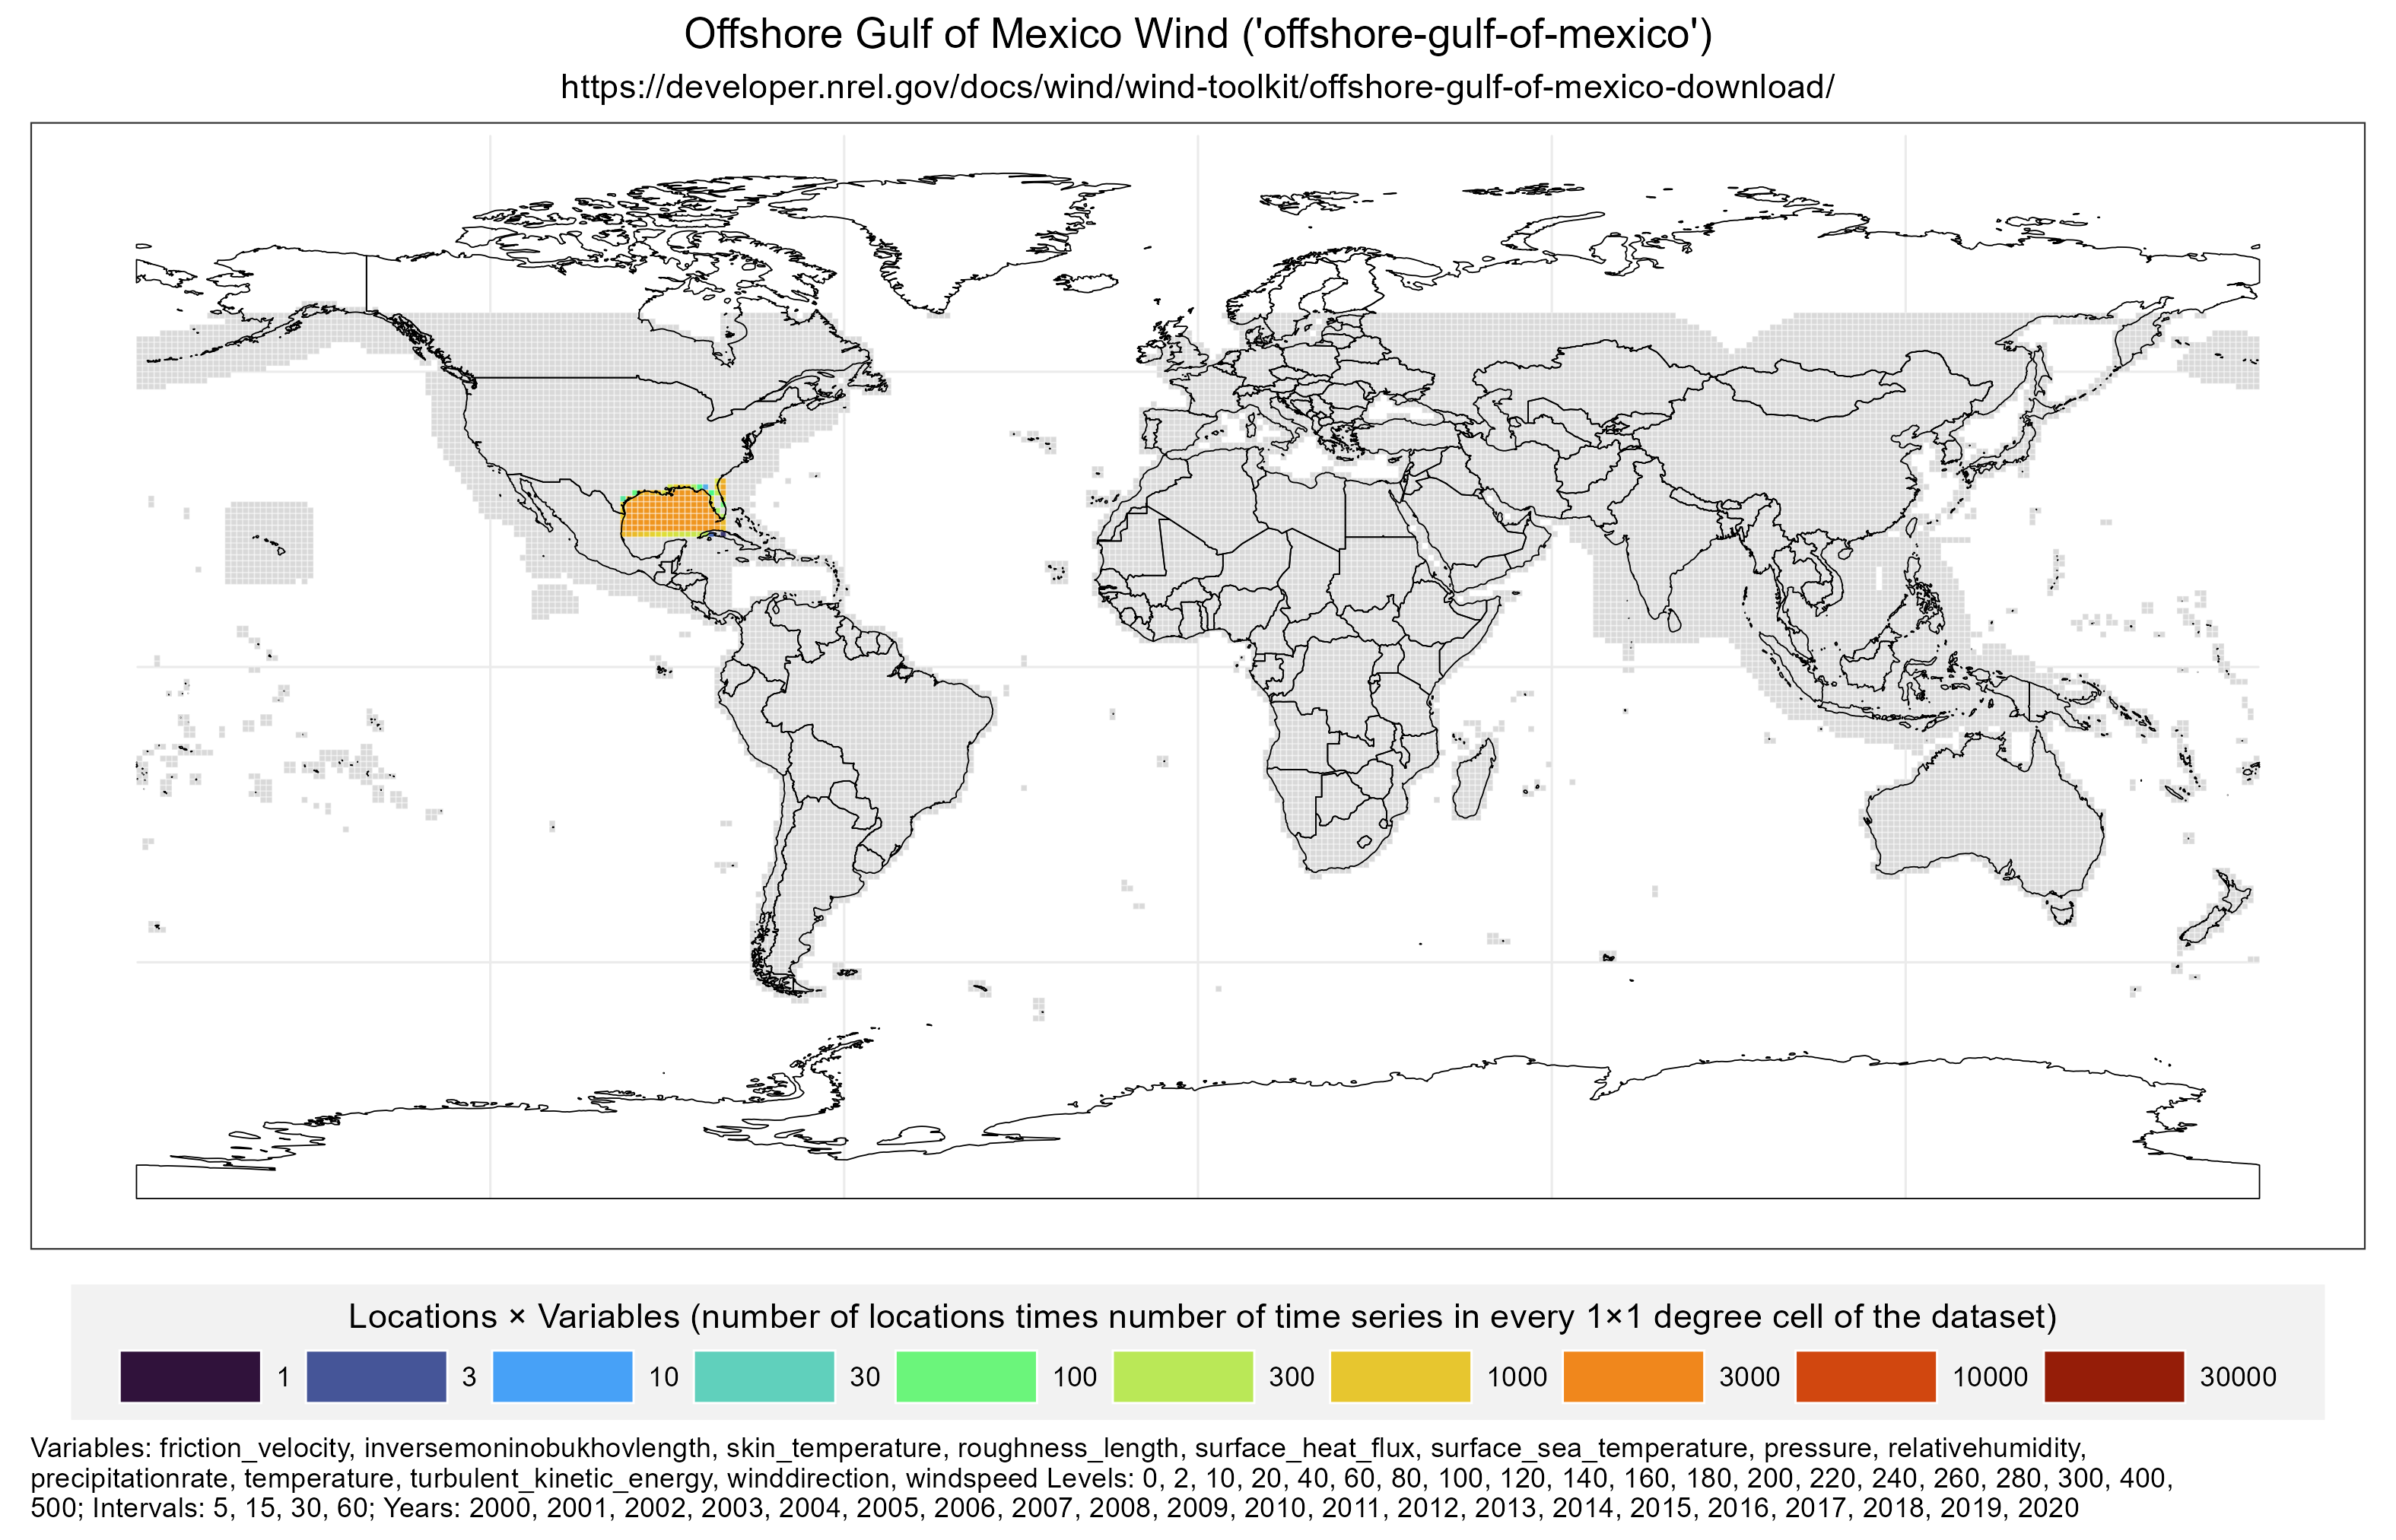 Offshore Gulf of Mexico Wind ('offshore-gulf-of-mexico')
https://developer.nrel.gov/docs/wind/wind-toolkit/offshore-gulf-of-mexico-download/
Locations × Variables (number of locations times number of time series in every 1×1 degree cell of the dataset)
1 3 10 30 100 300 1000 3000 10000 30000
Variables: friction_velocity, inversemoninobukhovlength, skin_temperature, roughness_length, surface_heat_flux, surface_sea_temperature, pressure, relativehumidity,
precipitationrate, temperature, turbulent_kinetic_energy, winddirection, windspeed Levels: 0, 2, 10, 20, 40, 60, 80, 100, 120, 140, 160, 180, 200, 220, 240, 260, 280, 300, 400,
500; Intervals: 5, 15, 30, 60; Years: 2000, 2001, 2002, 2003, 2004, 2005, 2006, 2007, 2008, 2009, 2010, 2011, 2012, 2013, 2014, 2015, 2016, 2017, 2018, 2019, 2020